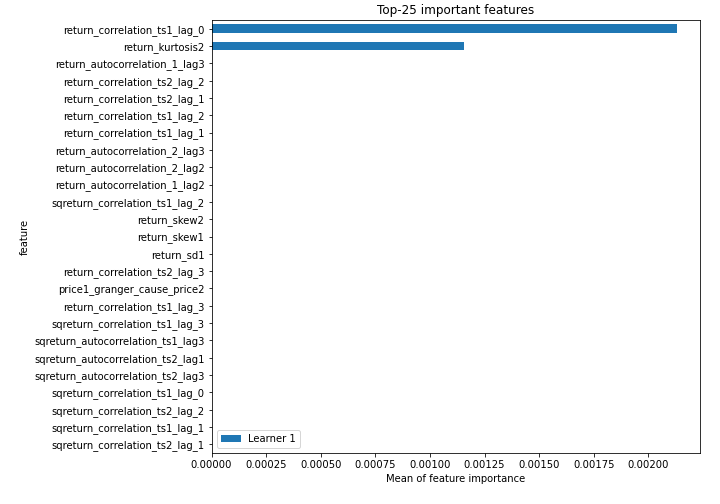 Top-25 important features
return_correlation_ts1_lag_0
return_kurtosis2
return_autocorrelation_1_lag3
return_correlation_ts2_lag_2
return_correlation_ts2_lag_1
return_correlation_ts1_lag_2
return_correlation_ts1_lag_1
return_autocorrelation_2_lag3
return_autocorrelation_2_lag2
return_autocorrelation_1_lag2
sqreturn_correlation_ts1_lag_2
return_skew2
return_skew1
return_sd1
return_correlation_ts2_lag_3
price1_granger_cause_price2
return_correlation_ts1_lag_3
sqreturn_correlation_ts1_lag_3
sqreturn_autocorrelation_ts1_lag3
sqreturn_autocorrelation_ts2_lag1
sqreturn_autocorrelation_ts2_lag3
sqreturn_correlation_ts1_lag_0
sqreturn_correlation_ts2_lag_2
sqreturn_correlation_ts1_lag_1
sqreturn_correlation_ts2_lag_1
feature
Learner 1
0.00000 0.00025 0.00050 0.00075 0.00100 0.00125 0.00150 0.00175 0.00200
Mean of feature importance